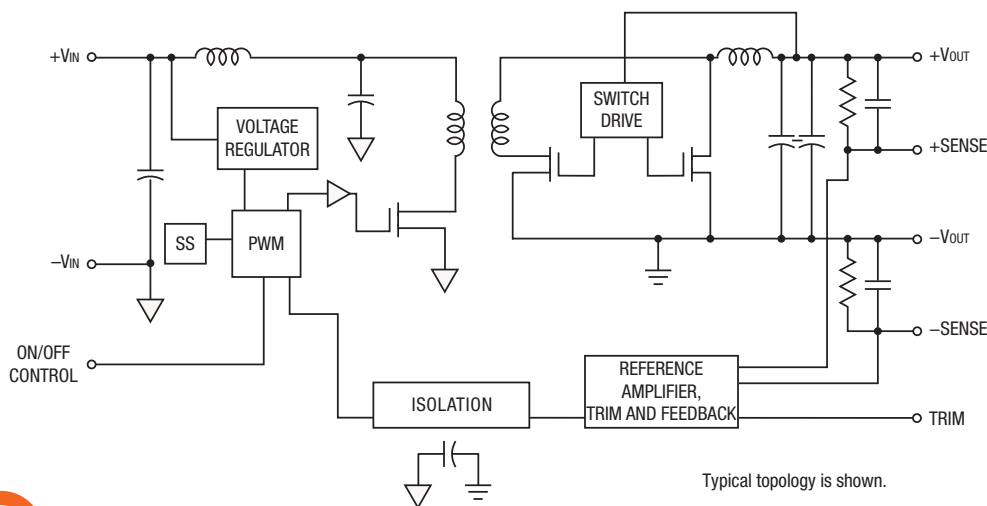 +VIN
−VIN
ON/OFF
CONTROL
VOLTAGE
REGULATOR
SS
PWM
SWITCH
DRIVE
ISOLATION
REFERENCE
AMPLIFIER,
TRIM AND FEEDBACK
+VOUT
+SENSE
−VOUT
−SENSE
TRIM
Typical topology is shown.